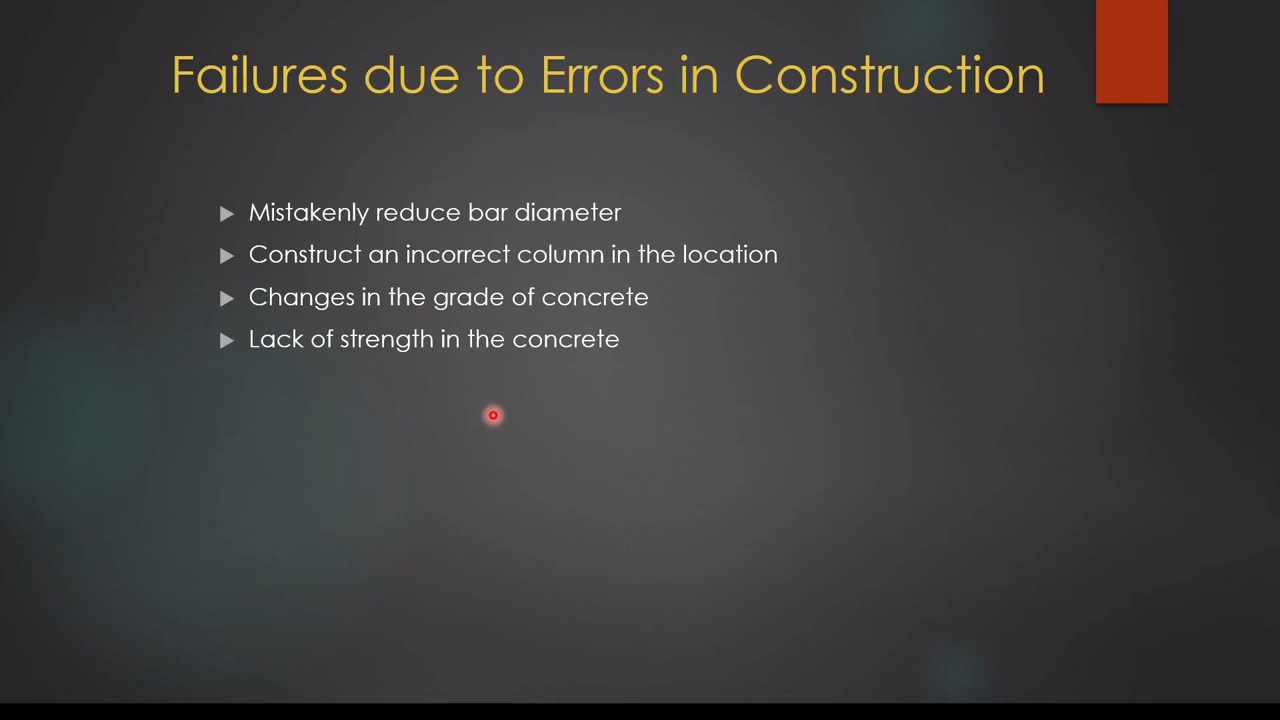 Failures due to Errors in Construction
Mistakenly reduce bar diameter
Construct an incorrect column in the location
Changes in the grade of concrete
Lack of strength in the concrete